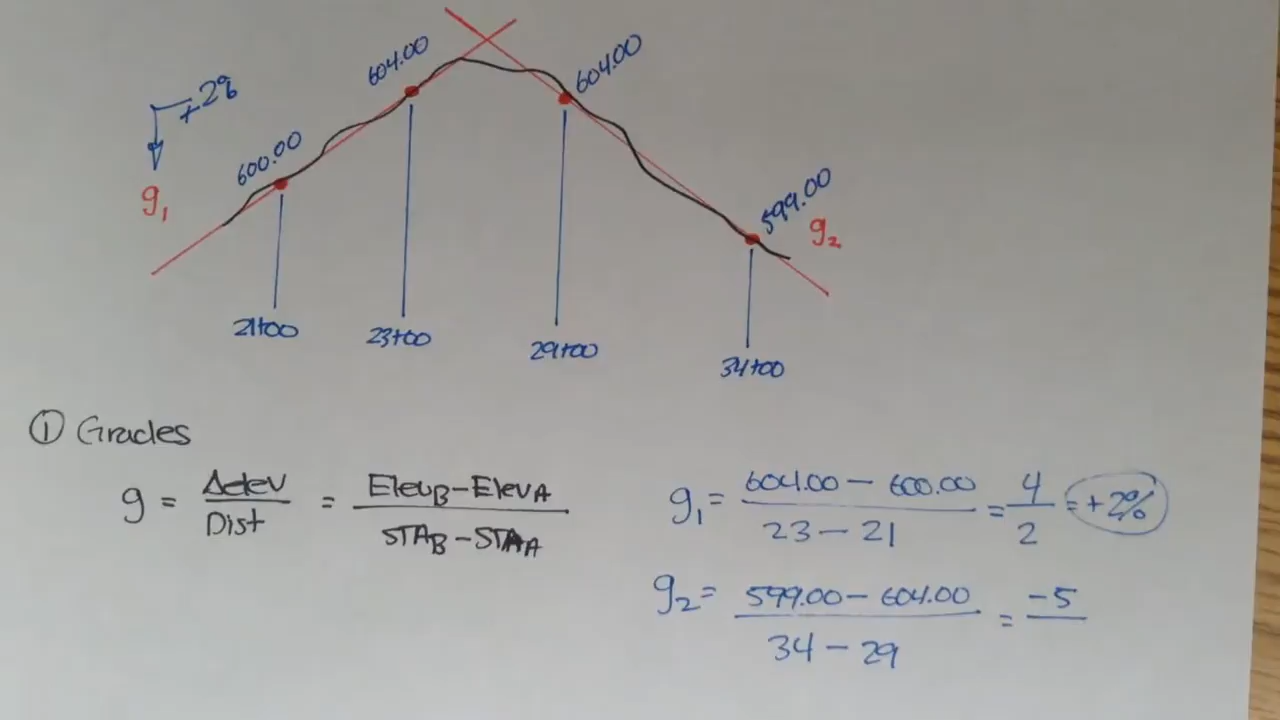 604.00
604.00
+2%
600.00
g₁
599.00
g₂
21+00
23+00
29+00
34+00
① Grades
g = Δelev / Dist = ElevB - ElevA / STAB - STAA
g₁ = 604.00 - 600.00 / 23 - 21 = 4 / 2 = +2%
g₂ = 599.00 - 604.00 / 34 - 29 = -5